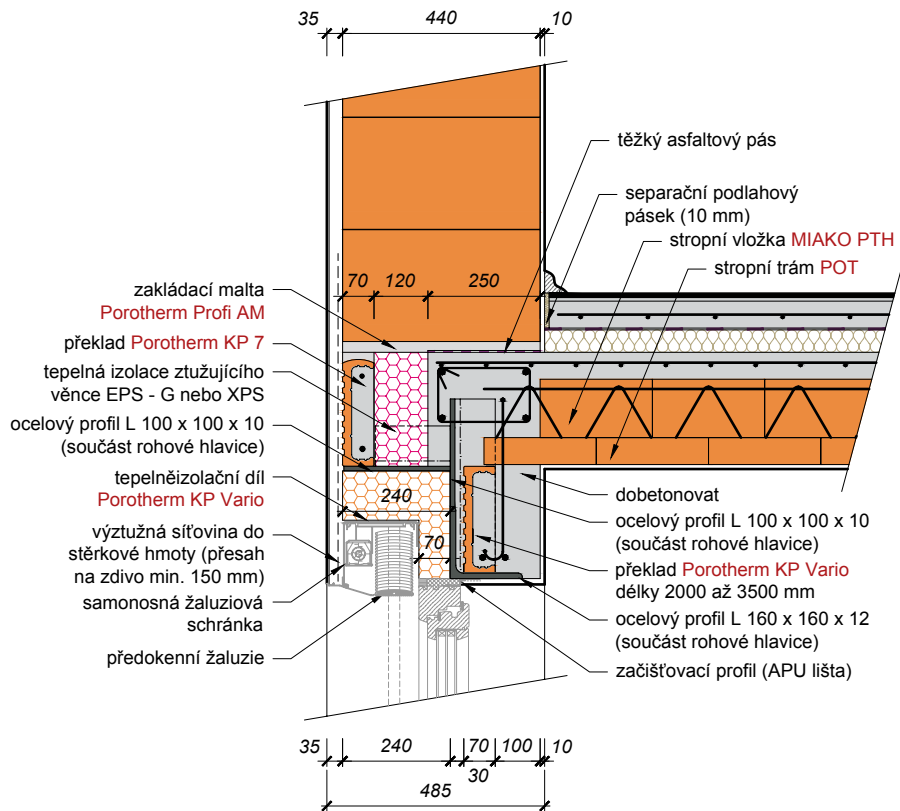 35
440
10
těžký asfaltový pás
separační podlahový
pásek (10 mm)
stropní vložka MIAKO PTH
stropní trám POT
70
120
250
zakládací malta
Porotherm Profi AM
překlad Porotherm KP 7
tepelná izolace ztužujícího
věnce EPS - G nebo XPS
ocelový profil L 100 x 100 x 10
(součást rohové hlavice)
tepelněizolační díl
Porotherm KP Vario
výztužná síťovina do
stěrkové hmoty (přesah
na zdivo min. 150 mm)
samonosná žaluziová
schránka
předokenní žaluzie
240
70
dobetonovat
ocelový profil L 100 x 100 x 10
(součást rohové hlavice)
překlad Porotherm KP Vario
délky 2000 až 3500 mm
ocelový profil L 160 x 160 x 12
(součást rohové hlavice)
začišťovací profil (APU lišta)
35
240
70
100
10
30
485